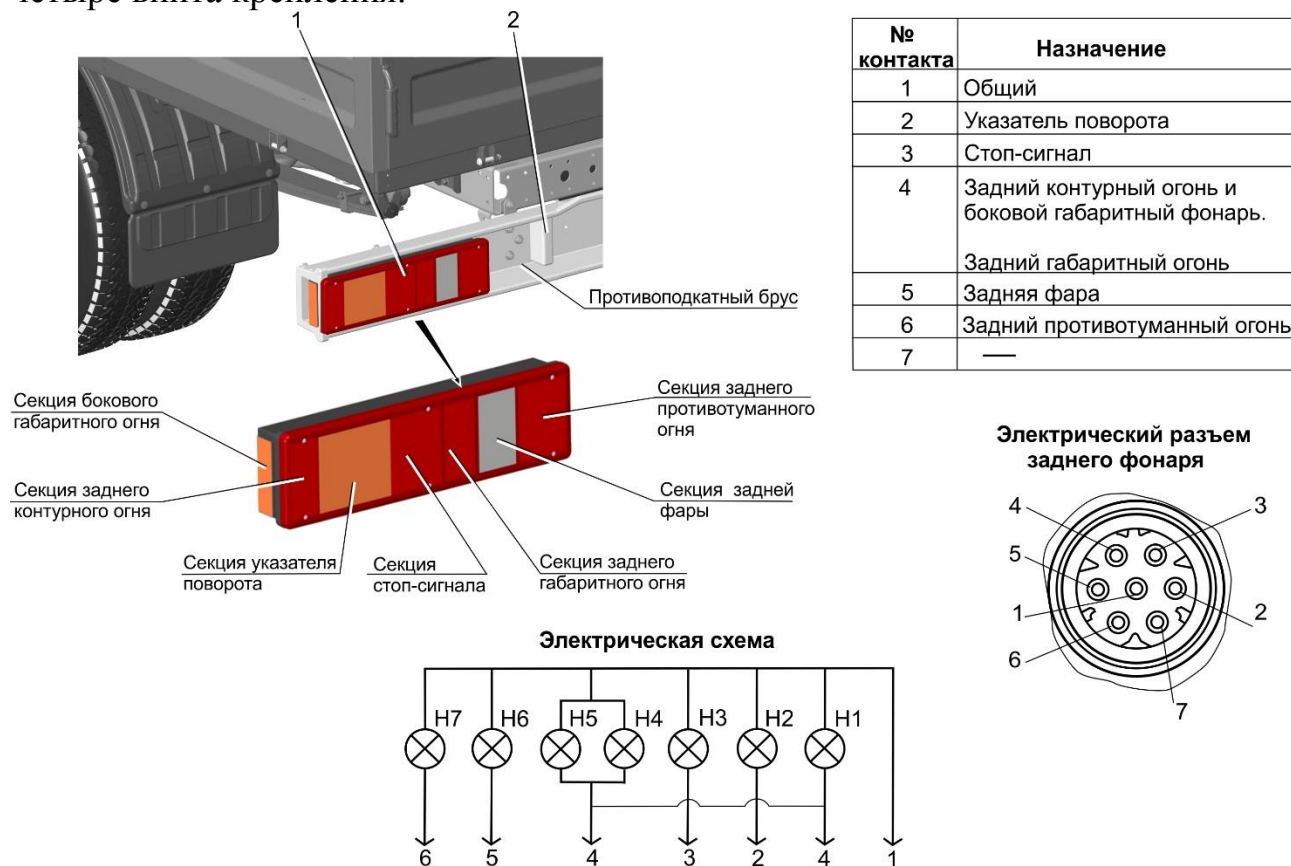 четыре винта крепления.
1
2
Противоподкатный брус
Секция бокового
габаритного огня
Секция заднего
контурного огня
Секция указателя
поворота
Секция
стоп-сигнала
Секция заднего
габаритного огня
Секция задней
фары
Секция заднего
противотуманного
огня
№
контакта
Назначение
1 Общий
2 Указатель поворота
3 Стоп-сигнал
4 Задний контурный огонь и
боковой габаритный фонарь.
Задний габаритный огонь
5 Задняя фара
6 Задний противотуманный огонь
7 —
Электрический разъем
заднего фонаря
4
3
5
1
2
6
7
Электрическая схема
H7 H6 H5 H4 H3 H2 H1
6 5 4 3 2 4 1